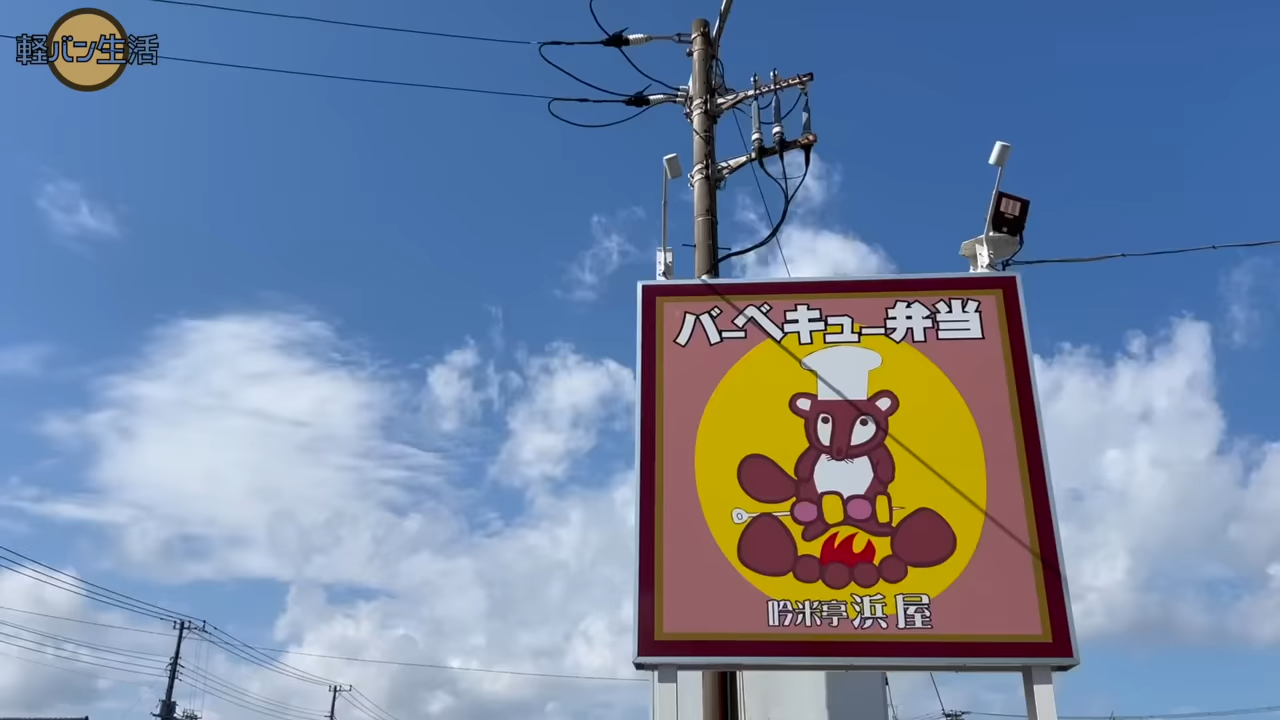 軽バン生活
バーベキュー弁当
吟米亭 浜屋